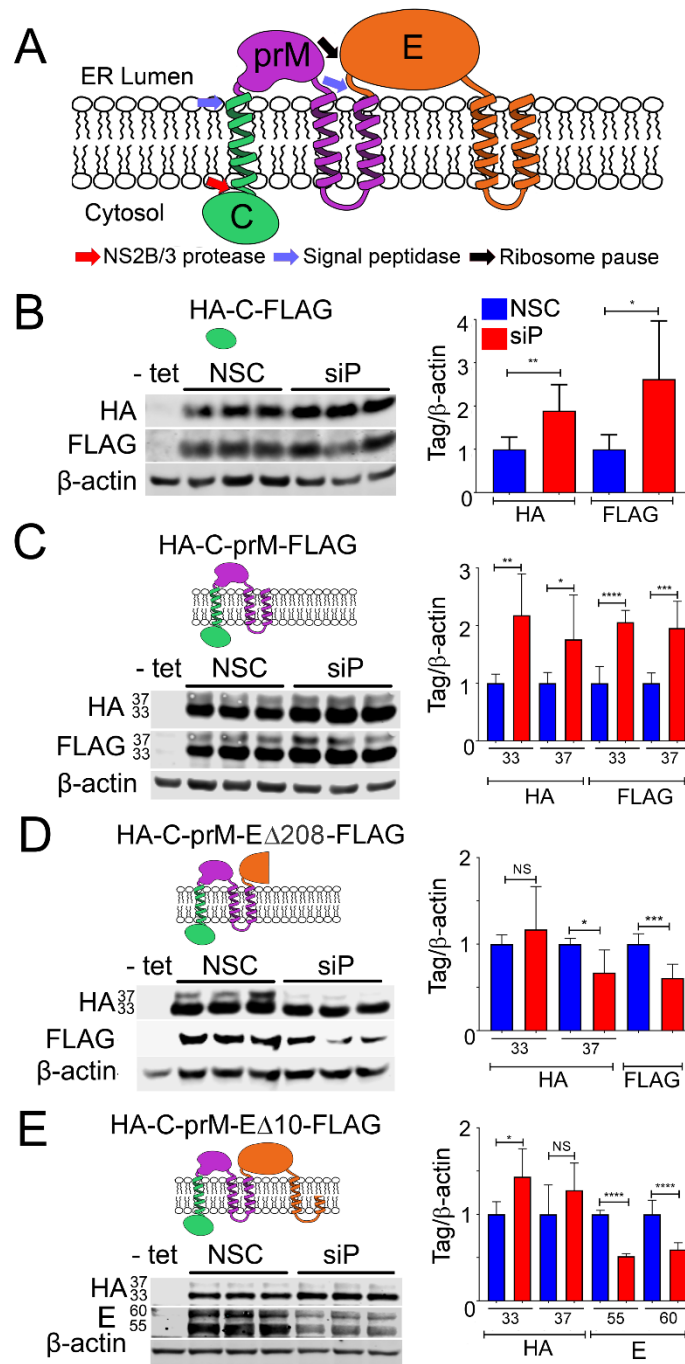 A
ER Lumen
prM
E
C
Cytosol
NS2B/3 protease Signal peptidase Ribosome pause
B
HA-C-FLAG
- tet NSC siP
HA
FLAG
β-actin
NSC
siP
Tag/β-actin
4
3
2
1
0
** *
HA FLAG
C
HA-C-prM-FLAG
- tet NSC siP
HA 37
33
FLAG 37
33
β-actin
Tag/β-actin
3
2
1
0
** * **** ***
33 37 33 37
HA FLAG
D
HA-C-prM-EΔ208-FLAG
- tet NSC siP
HA 37
33
FLAG
β-actin
Tag/β-actin
2
1
0
NS * ***
33 37
HA FLAG
E
HA-C-prM-EΔ10-FLAG
- tet NSC siP
HA 37
33
E 60
55
β-actin
Tag/β-actin
2
1
0
* NS **** ****
33 37 55 60
HA E